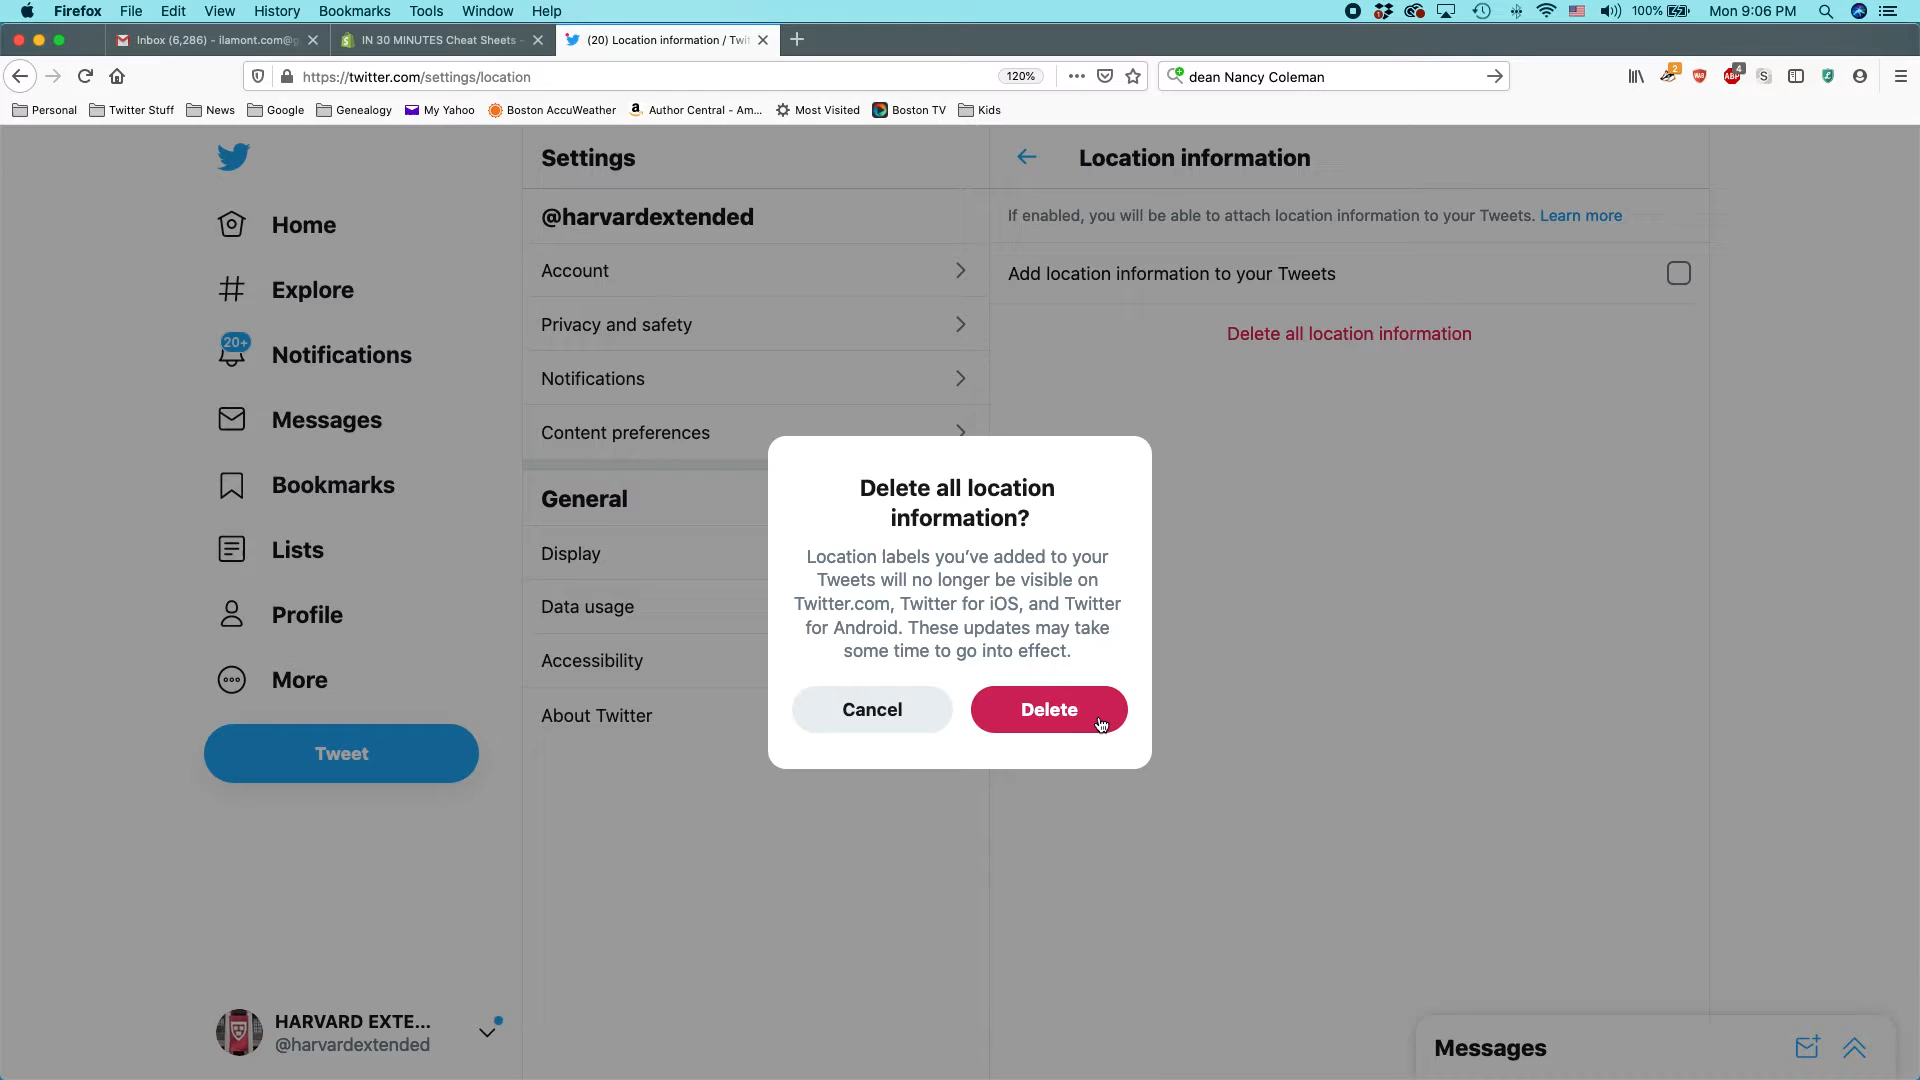 Firefox File Edit View History Bookmarks Tools Window Help 100% Mon 9:06 PM
Inbox (6,286) - ilamont.com@g
IN 30 MINUTES Cheat Sheets -
(20) Location information / Twit
https://twitter.com/settings/location
120%
dean Nancy Coleman
2
ABP
4
S
Personal Twitter Stuff News Google Genealogy My Yahoo Boston AccuWeather Author Central - Am... Most Visited Boston TV Kids
Home
Explore
20+
Notifications
Messages
Bookmarks
Lists
Profile
More
Tweet
HARVARD EXTE...
@harvardextended
Settings
@harvardextended
Account
Privacy and safety
Notifications
Content preferences
General
Display
Data usage
Accessibility
About Twitter
Location information
If enabled, you will be able to attach location information to your Tweets. Learn more
Add location information to your Tweets
Delete all location information
Delete all location
information?
Location labels you’ve added to your
Tweets will no longer be visible on
Twitter.com, Twitter for iOS, and Twitter
for Android. These updates may take
some time to go into effect.
Cancel
Delete
Messages